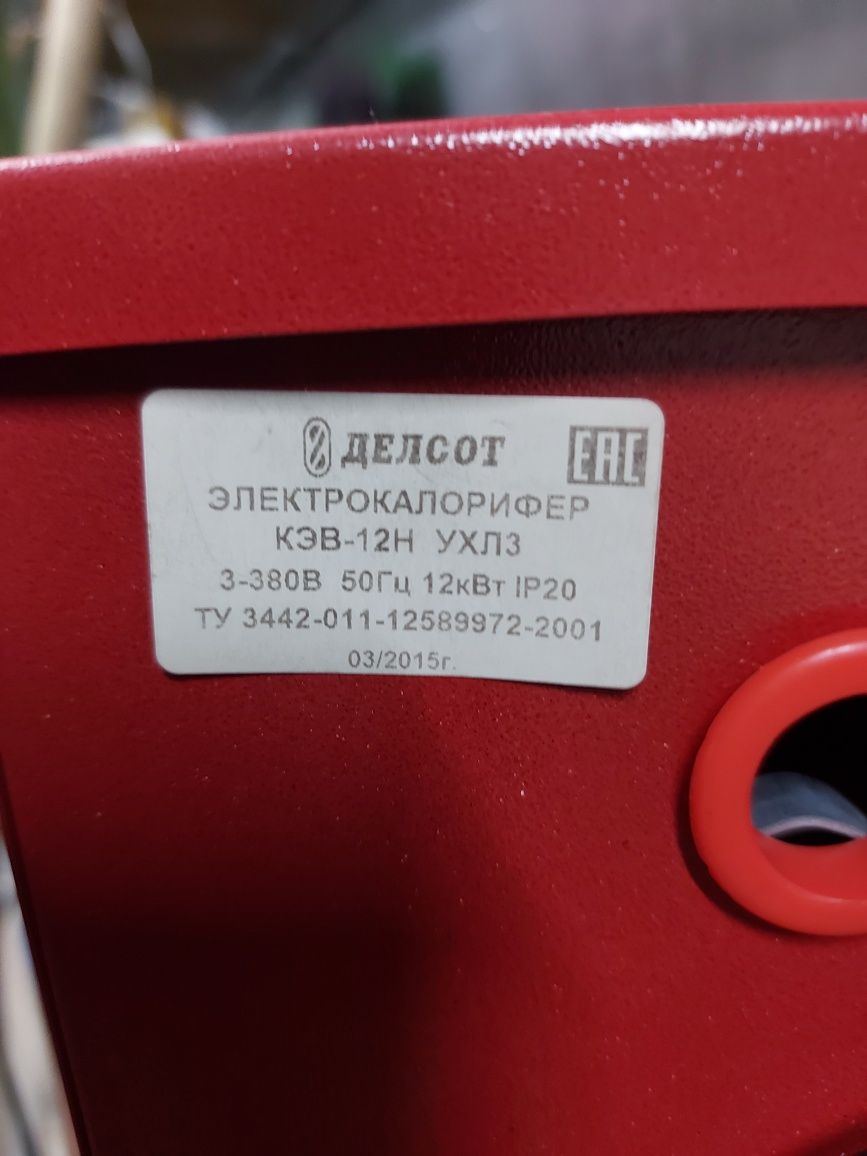 ДЕЛСОТ EAC
ЭЛЕКТРОКАЛОРИФЕР
КЭВ-12Н УХЛ3
3-380В 50Гц 12кВт IP20
ТУ 3442-011-12589972-2001
03/2015г.